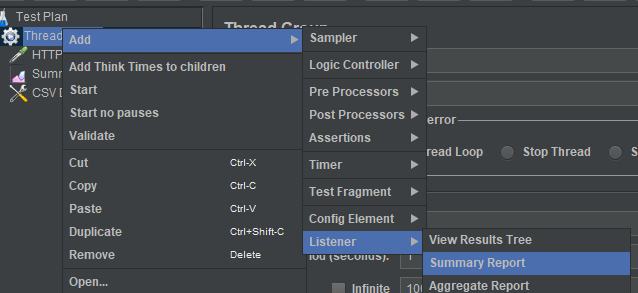 Test Plan
Thread
HTTP
Summ
CSV D
Thread Group
Add
Add Think Times to children
Start
Start no pauses
Validate
Cut Ctrl-X
Copy Ctrl-C
Paste Ctrl-V
Duplicate Ctrl+Shift-C
Remove Delete
Open...
Sampler
Logic Controller
Pre Processors
Post Processors
Assertions
Timer
Test Fragment
Config Element
Listener
View Results Tree
Summary Report
Aggregate Report
error
read Loop
Stop Thread
S
iod (seconds):
1
Infinite
100